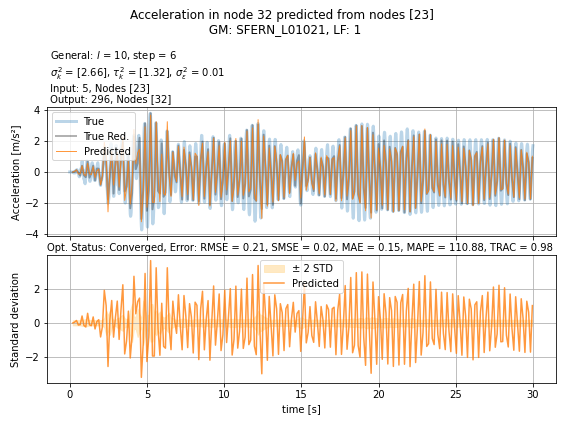 Acceleration in node 32 predicted from nodes [23]
GM: SFERN_L01021, LF: 1
General: l = 10, step = 6
σ²ₖ = [2.66], τ²ₖ = [1.32], σ²ε = 0.01
Input: 5, Nodes [23]
Output: 296, Nodes [32]
Acceleration [m/s²]
4
2
0
−2
−4
True
True Red.
Predicted
Opt. Status: Converged, Error: RMSE = 0.21, SMSE = 0.02, MAE = 0.15, MAPE = 110.88, TRAC = 0.98
Standard deviation
2
0
−2
± 2 STD
Predicted
0 5 10 15 20 25 30
time [s]